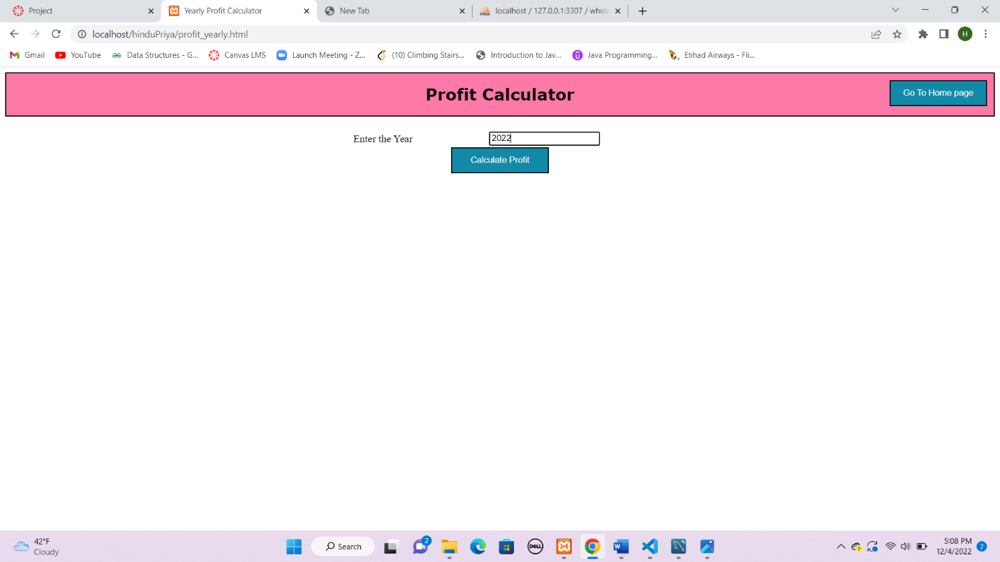 Project
Yearly Profit Calculator
New Tab
localhost / 127.0.0.1:3307 / whole
localhost/hinduPriya/profit_yearly.html
H
Gmail
YouTube
Data Structures - G...
Canvas LMS
Launch Meeting - Z...
(10) Climbing Stairs...
Introduction to Jav...
Java Programming...
Etihad Airways - Fli...
Profit Calculator
Go To Home page
Enter the Year
2022
Calculate Profit
42°F
Cloudy
Search
2
DELL
5:08 PM
12/4/2022
7